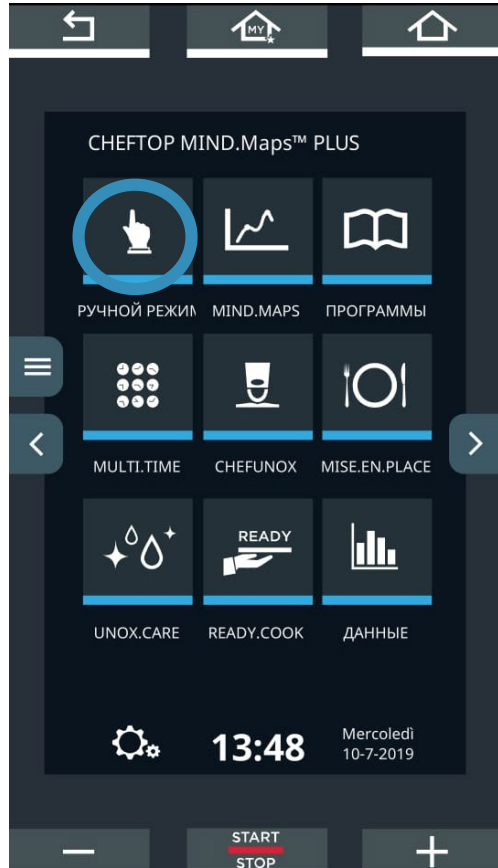 MY
CHEFTOP MIND.Maps™ PLUS
РУЧНОЙ РЕЖИМ MIND.MAPS ПРОГРАММЫ
MULTI.TIME CHEFUNOX MISE.EN.PLACE
READY
UNOX.CARE READY.COOK ДАННЫЕ
13:48
Mercoledì
10-7-2019
START
STOP